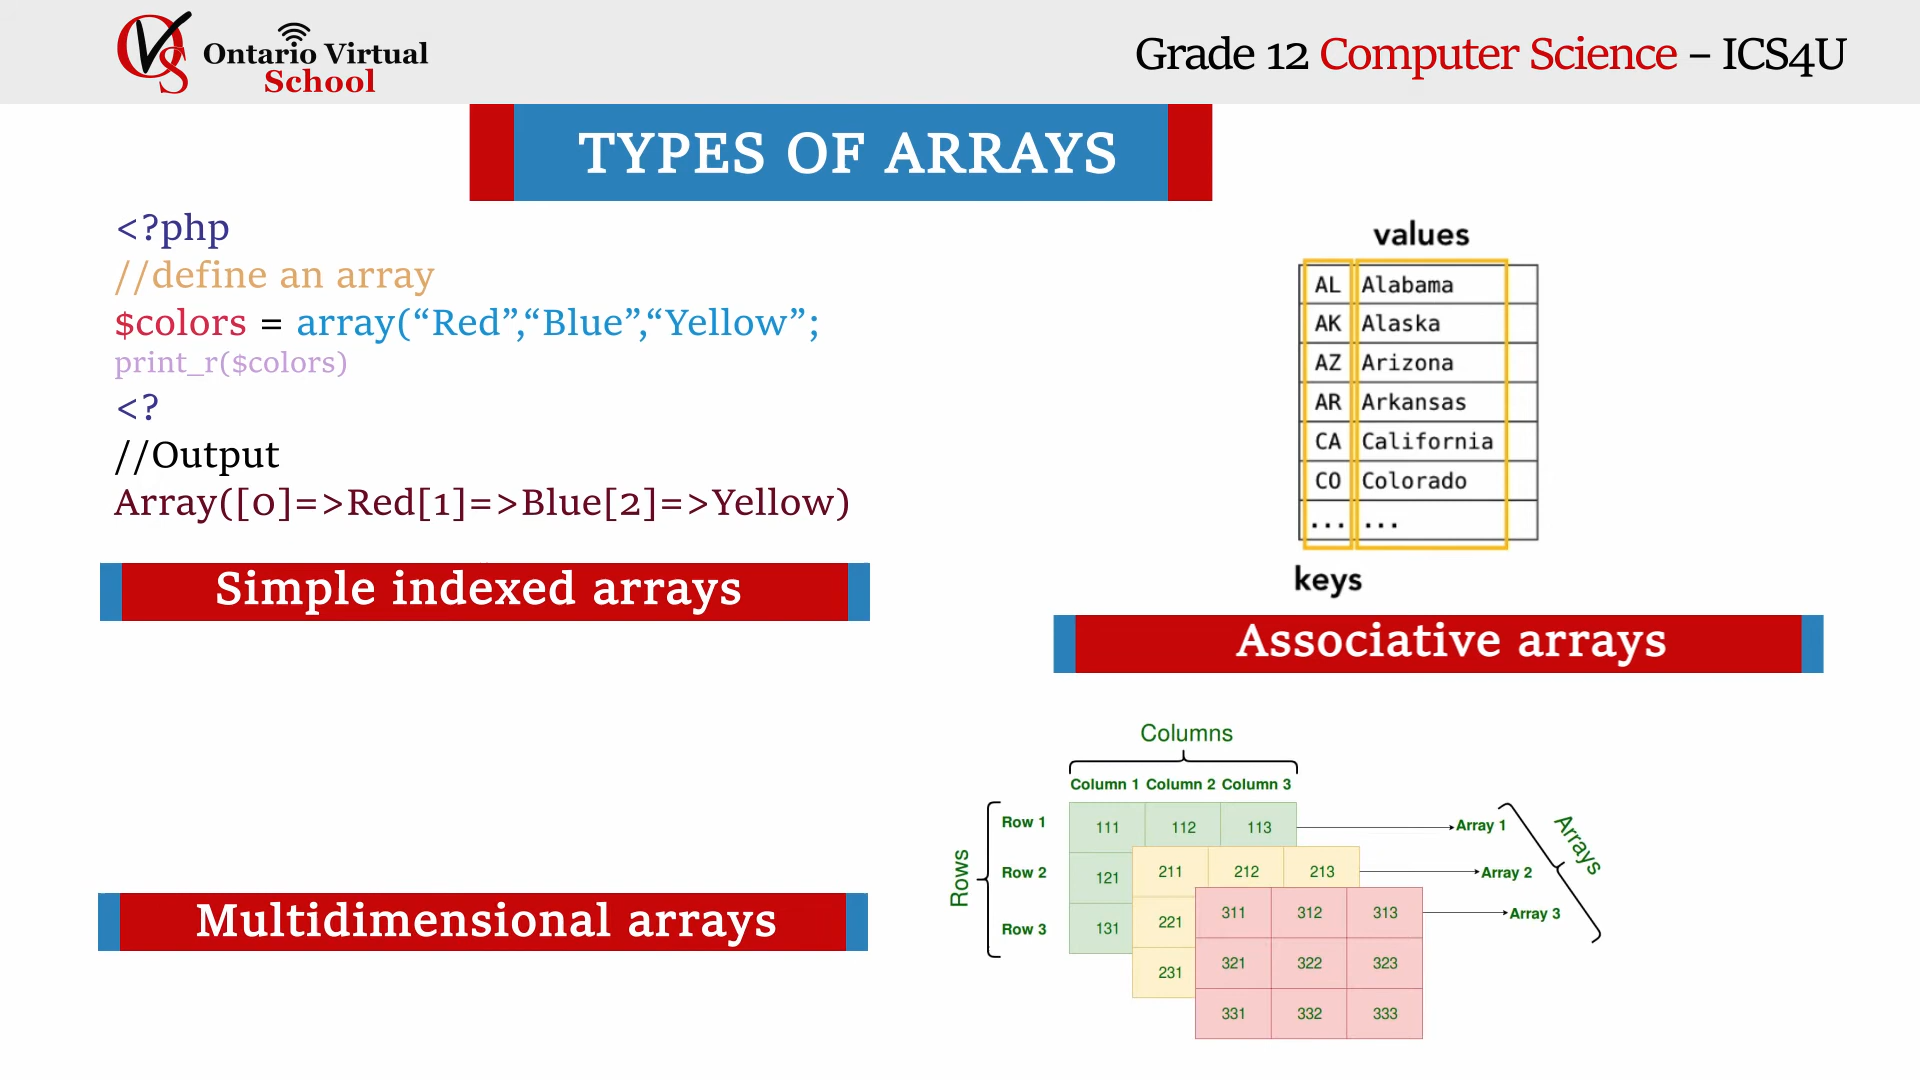 Ontario Virtual
School
Grade 12 Computer Science – ICS4U
TYPES OF ARRAYS
<?php
//define an array
$colors = array(“Red”,“Blue”,“Yellow”;
print_r($colors)
<?
//Output
Array([0]=>Red[1]=>Blue[2]=>Yellow)
Simple indexed arrays
values
AL Alabama
AK Alaska
AZ Arizona
AR Arkansas
CA California
CO Colorado
... ...
keys
Associative arrays
Multidimensional arrays
Columns
Column 1 Column 2 Column 3
Rows
Row 1
Row 2
Row 3
111 112 113
121
131
211 212 213
221
231
311 312 313
321 322 323
331 332 333
Array 1
Array 2
Array 3
Arrays